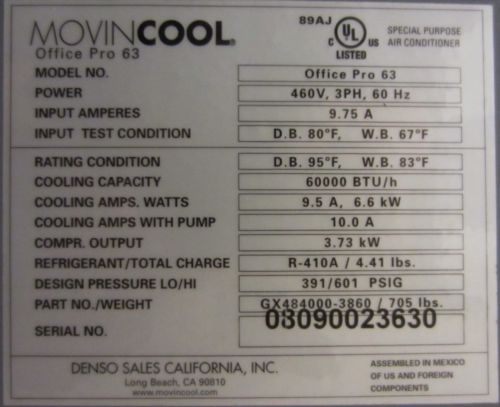 MOVINCOOL®
Office Pro 63
89AJ
C UL US
LISTED
SPECIAL PURPOSE
AIR CONDITIONER
MODEL NO. Office Pro 63
POWER 460V, 3PH, 60 Hz
INPUT AMPERES 9.75 A
INPUT TEST CONDITION D.B. 80°F, W.B. 67°F
RATING CONDITION D.B. 95°F, W.B. 83°F
COOLING CAPACITY 60000 BTU/h
COOLING AMPS. WATTS 9.5 A, 6.6 kW
COOLING AMPS WITH PUMP 10.0 A
COMPR. OUTPUT 3.73 kW
REFRIGERANT/TOTAL CHARGE R-410A / 4.41 lbs.
DESIGN PRESSURE LO/HI 391/601 PSIG
PART NO./WEIGHT GX484000-3860 / 705 lbs.
SERIAL NO. 08090023630
DENSO SALES CALIFORNIA, INC.
Long Beach, CA 90810
www.movincool.com
ASSEMBLED IN MEXICO
OF US AND FOREIGN
COMPONENTS